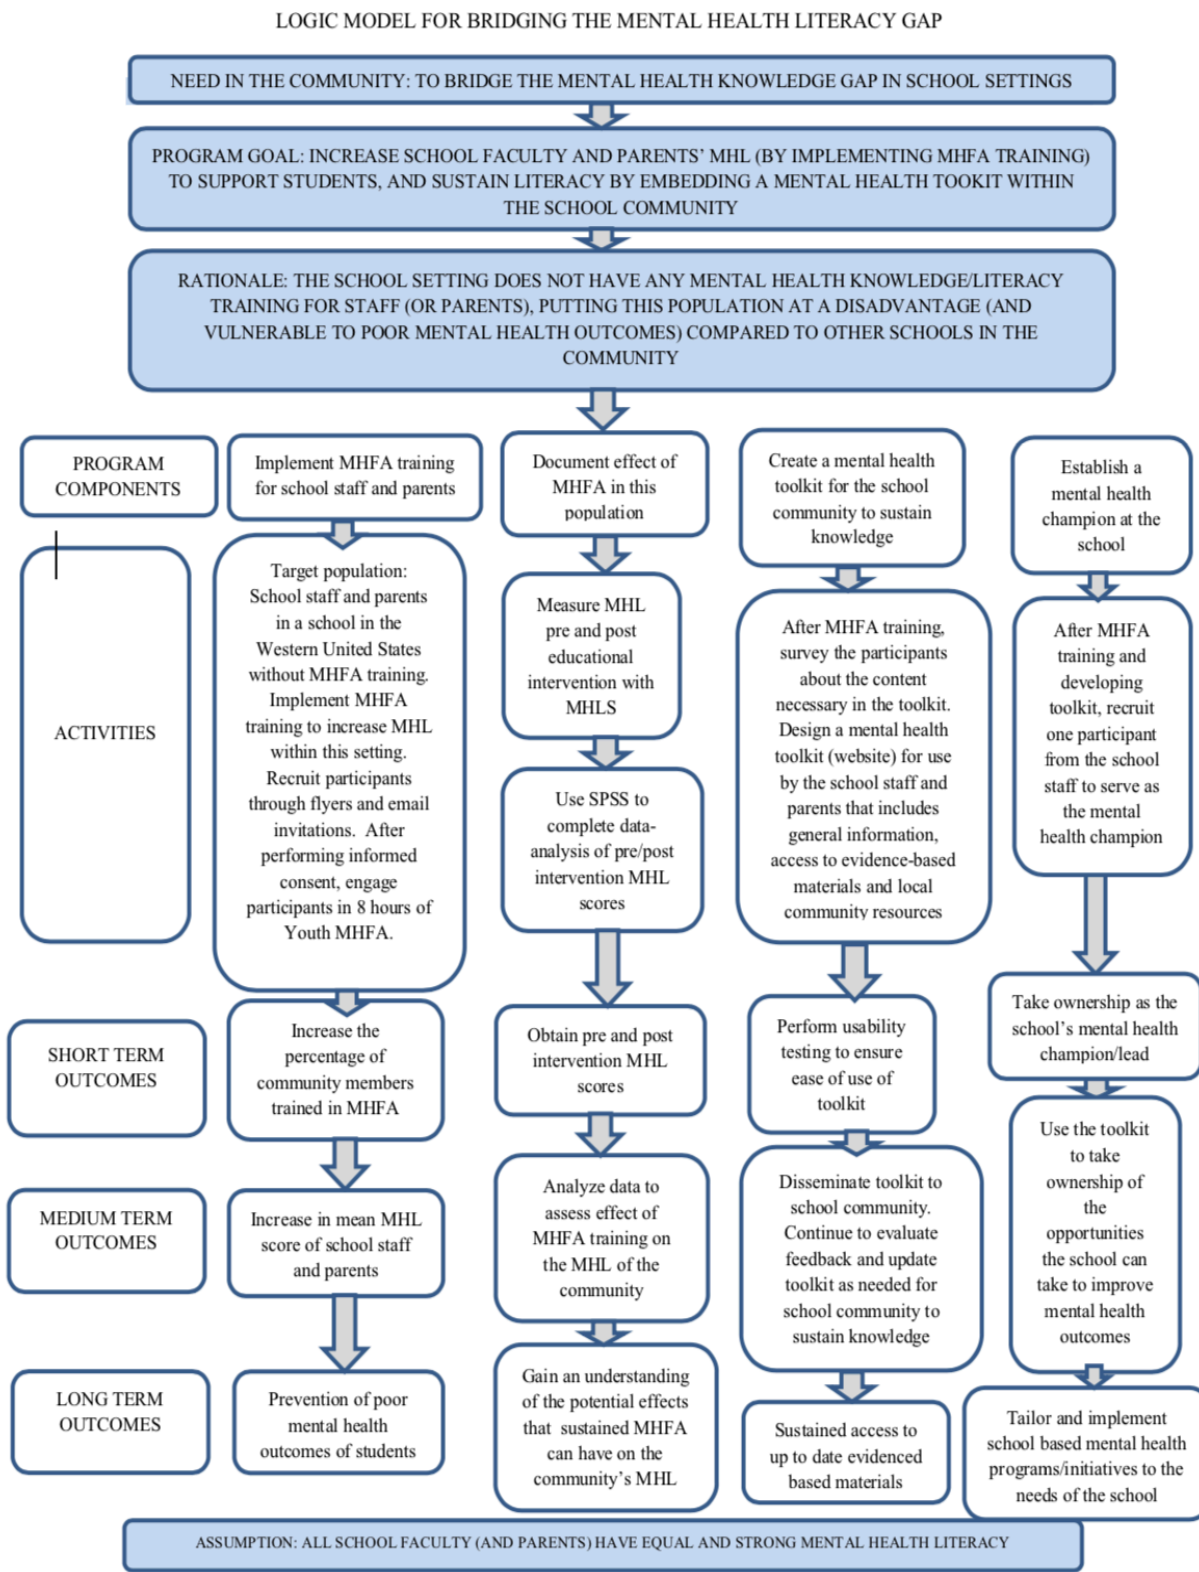 LOGIC MODEL FOR BRIDGING THE MENTAL HEALTH LITERACY GAP
NEED IN THE COMMUNITY: TO BRIDGE THE MENTAL HEALTH KNOWLEDGE GAP IN SCHOOL SETTINGS
PROGRAM GOAL: INCREASE SCHOOL FACULTY AND PARENTS’ MHL (BY IMPLEMENTING MHFA TRAINING)
TO SUPPORT STUDENTS, AND SUSTAIN LITERACY BY EMBEDDING A MENTAL HEALTH TOOKIT WITHIN
THE SCHOOL COMMUNITY
RATIONALE: THE SCHOOL SETTING DOES NOT HAVE ANY MENTAL HEALTH KNOWLEDGE/LITERACY
TRAINING FOR STAFF (OR PARENTS), PUTTING THIS POPULATION AT A DISADVANTAGE (AND
VULNERABLE TO POOR MENTAL HEALTH OUTCOMES) COMPARED TO OTHER SCHOOLS IN THE
COMMUNITY
PROGRAM
COMPONENTS
Implement MHFA training
for school staff and parents
Document effect of
MHFA in this
population
Create a mental health
toolkit for the school
community to sustain
knowledge
Establish a
mental health
champion at the
school
ACTIVITIES
Target population:
School staff and parents
in a school in the
Western United States
without MHFA training.
Implement MHFA
training to increase MHL
within this setting.
Recruit participants
through flyers and email
invitations. After
performing informed
consent, engage
participants in 8 hours of
Youth MHFA.
Measure MHL
pre and post
educational
intervention with
MHLS
Use SPSS to
complete data-
analysis of pre/post
intervention MHL
scores
After MHFA training,
survey the participants
about the content
necessary in the toolkit.
Design a mental health
toolkit (website) for use
by the school staff and
parents that includes
general information,
access to evidence-based
materials and local
community resources
After MHFA
training and
developing
toolkit, recruit
one participant
from the school
staff to serve as
the mental
health champion
SHORT TERM
OUTCOMES
Increase the
percentage of
community members
trained in MHFA
Obtain pre and post
intervention MHL
scores
Perform usability
testing to ensure
ease of use of
toolkit
Take ownership as the
school’s mental health
champion/lead
MEDIUM TERM
OUTCOMES
Increase in mean MHL
score of school staff
and parents
Analyze data to
assess effect of
MHFA training on
the MHL of the
community
Disseminate toolkit to
school community.
Continue to evaluate
feedback and update
toolkit as needed for
school community to
sustain knowledge
Use the toolkit
to take
ownership of
the
opportunities
the school can
take to improve
mental health
outcomes
LONG TERM
OUTCOMES
Prevention of poor
mental health
outcomes of students
Gain an understanding
of the potential effects
that sustained MHFA
can have on the
community’s MHL
Sustained access to
up to date evidenced
based materials
Tailor and implement
school based mental health
programs/initiatives to the
needs of the school
ASSUMPTION: ALL SCHOOL FACULTY (AND PARENTS) HAVE EQUAL AND STRONG MENTAL HEALTH LITERACY